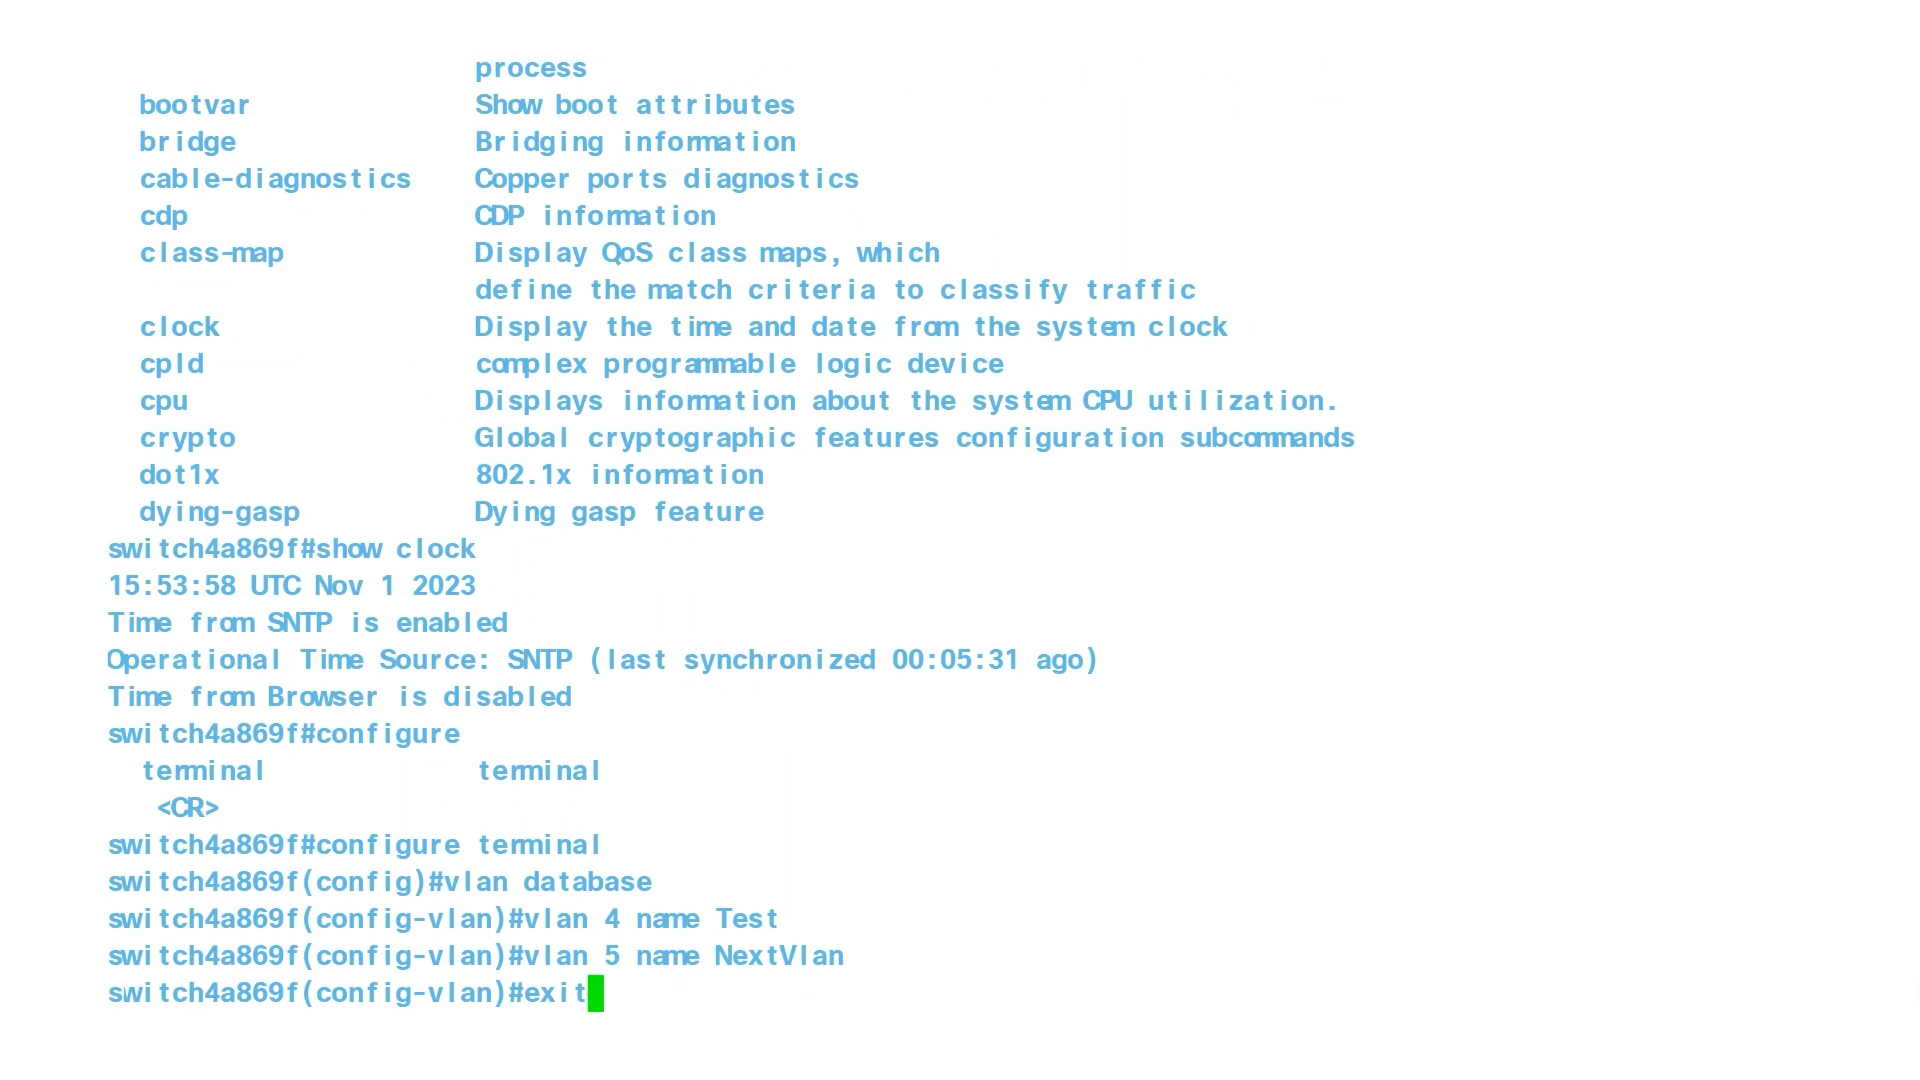 process
bootvar Show boot attributes
bridge Bridging information
cable-diagnostics Copper ports diagnostics
cdp CDP information
class-map Display QoS class maps, which
define the match criteria to classify traffic
clock Display the time and date from the system clock
cpld complex programmable logic device
cpu Displays information about the system CPU utilization.
crypto Global cryptographic features configuration subcommands
dot1x 802.1x information
dying-gasp Dying gasp feature
switch4a869f#show clock
15:53:58 UTC Nov 1 2023
Time from SNTP is enabled
Operational Time Source: SNTP (last synchronized 00:05:31 ago)
Time from Browser is disabled
switch4a869f#configure
terminal terminal
<CR>
switch4a869f#configure terminal
switch4a869f(config)#vlan database
switch4a869f(config-vlan)#vlan 4 name Test
switch4a869f(config-vlan)#vlan 5 name NextVlan
switch4a869f(config-vlan)#exit